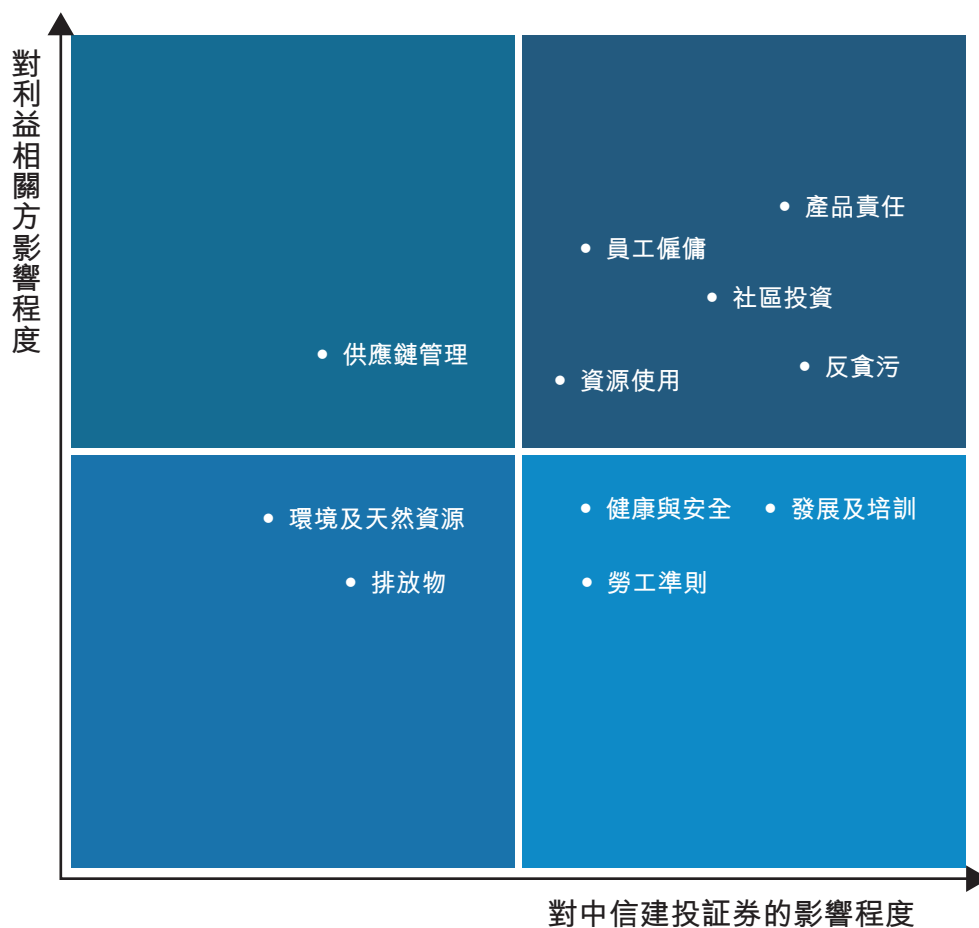 對利益相關方影響程度
產品責任
員工僱傭
社區投資
供應鏈管理
反貪污
資源使用
環境及天然資源
健康與安全
發展及培訓
排放物
勞工準則
對中信建投証券的影響程度